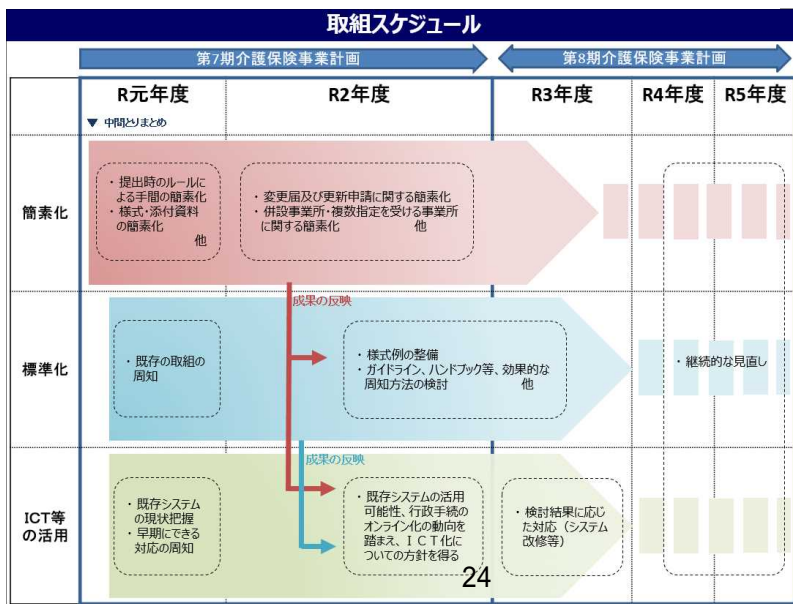 取組スケジュール
第7期介護保険事業計画
第8期介護保険事業計画
R元年度
R2年度
R3年度
R4年度
R5年度
▼ 中間とりまとめ
簡素化
・提出時のルールに
よる手間の簡素化
・様式・添付資料
の簡素化
他
・変更届及び更新申請に関する簡素化
・併設事業所・複数指定を受ける事業所
に関する簡素化 他
成果の反映
標準化
・既存の取組の
周知
・様式例の整備
・ガイドライン、ハンドブック等、効果的な
周知方法の検討 他
・継続的な見直し
成果の反映
ICT等
の活用
・既存システム
の現状把握
・早期にできる
対応の周知
・既存システムの活用
可能性、行政手続の
オンライン化の動向を
踏まえ、ＩＣＴ化に
ついての方針を得る
・検討結果に応じ
た対応（システム
改修等）
24